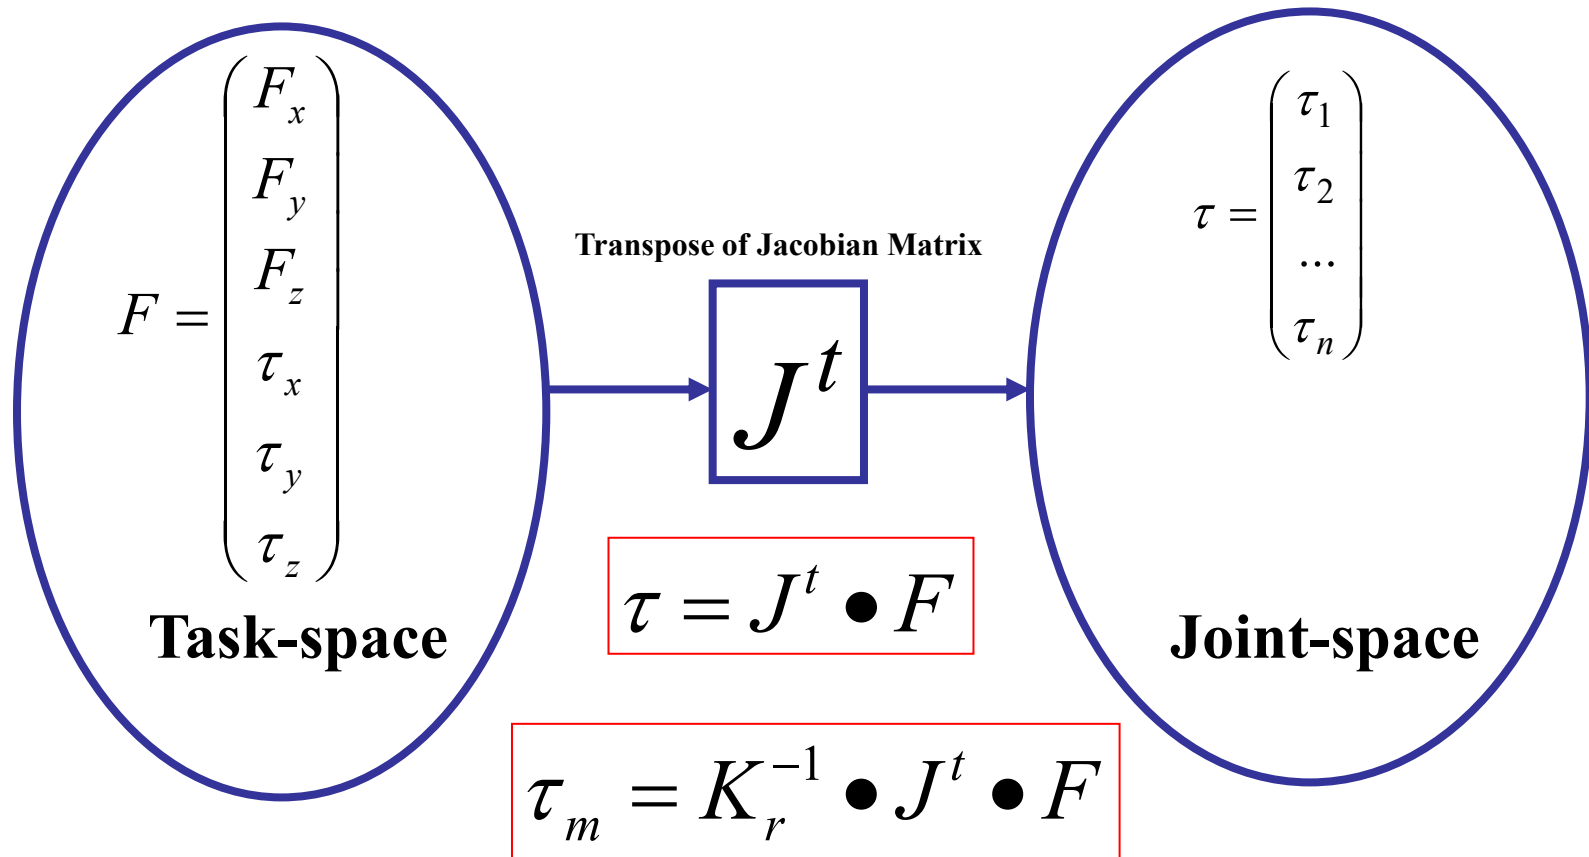 F = (F_x
F_y
F_z
τ_x
τ_y
τ_z)
Task-space
Transpose of Jacobian Matrix
J^t
τ = J^t • F
τ_m = K_r^{-1} • J^t • F
τ = (τ_1
τ_2
...
τ_n)
Joint-space